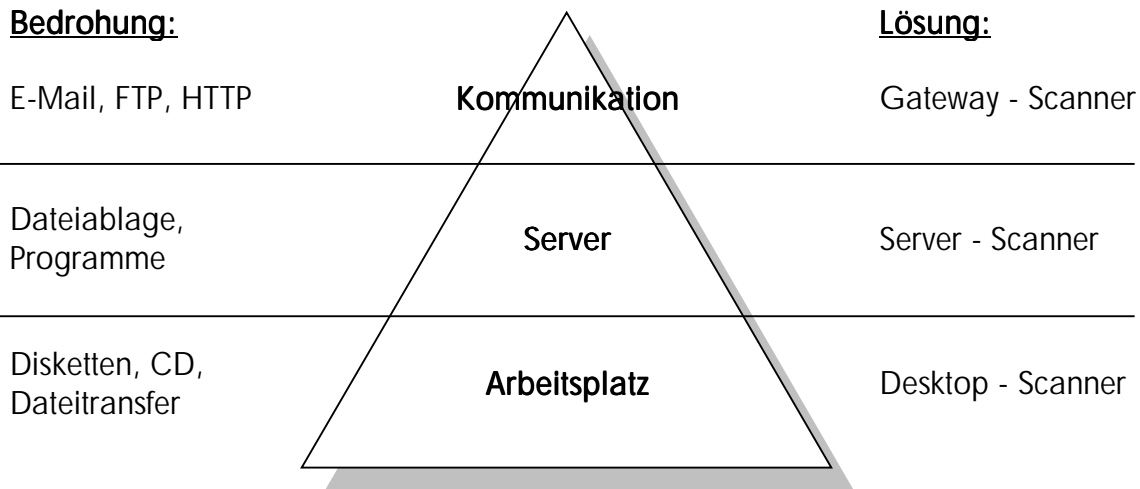 Bedrohung:
Lösung:
E-Mail, FTP, HTTP
Kommunikation
Gateway - Scanner
Dateiablage,
Programme
Server
Server - Scanner
Disketten, CD,
Dateitransfer
Arbeitsplatz
Desktop - Scanner